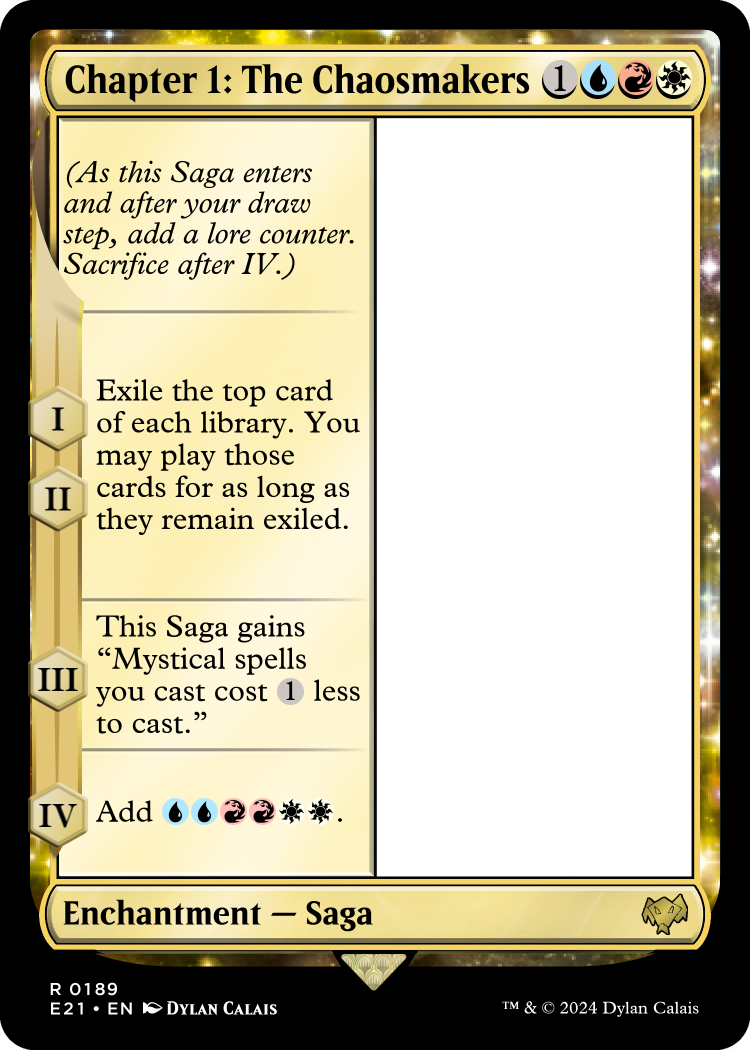 Chapter 1: The Chaosmakers 1
(As this Saga enters
and after your draw
step, add a lore counter.
Sacrifice after IV.)
I
II
Exile the top card
of each library. You
may play those
cards for as long as
they remain exiled.
III
This Saga gains
“Mystical spells
you cast cost 1 less
to cast.”
IV
Add .
Enchantment — Saga
R 0189
E21 • EN Dylan Calais
™ & © 2024 Dylan Calais